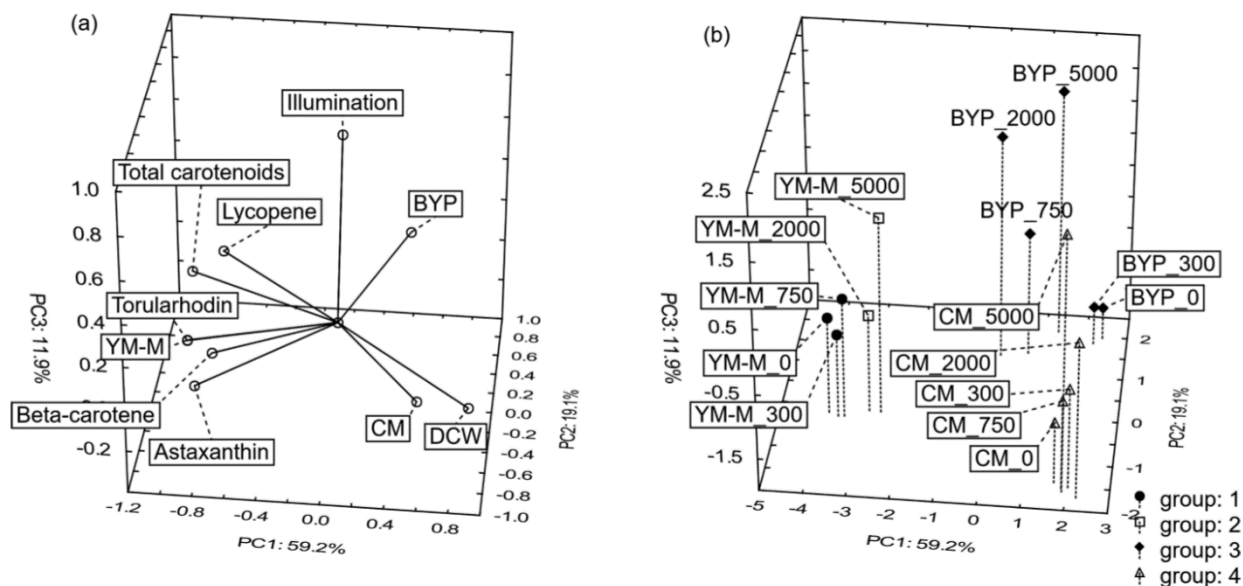 (a)
Illumination
Total carotenoids
Lycopene
BYP
Torularhodin
YM-M
Beta-carotene
Astaxanthin
CM
DCW
1.0
0.8
0.6
0.4
0.2
-0.2
PC3: 11.9%
-1.2
-0.8
-0.4
0.0
0.4
0.8
PC1: 59.2%
1.0
0.8
0.6
0.4
0.2
0.0
-0.2
-0.4
-0.6
-0.8
-1.0
PC2: 19.1%
(b)
BYP_5000
BYP_2000
YM-M_5000
YM-M_2000
BYP_750
YM-M_750
BYP_300
BYP_0
CM_5000
YM-M_0
CM_2000
CM_300
YM-M_300
CM_750
CM_0
2.5
1.5
0.5
-0.5
-1.5
PC3: 11.9%
-5
-4
-3
-2
-1
0
1
2
3
PC1: 59.2%
2
1
0
-1
-2
PC2: 19.1%
group: 1
group: 2
group: 3
group: 4